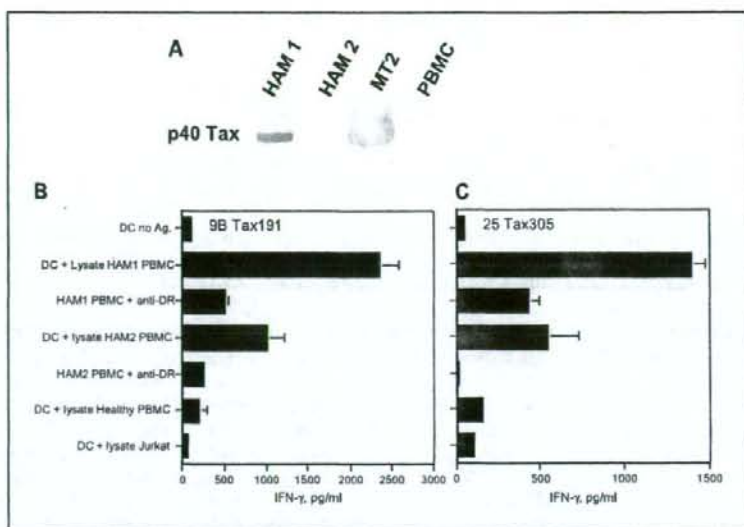 A
HAM 1
HAM 2
MT2
PBMC
p40 Tax
B
9B Tax191
DC no Ag.
DC + Lysate HAM1 PBMC
HAM1 PBMC + anti-DR
DC + lysate HAM2 PBMC
HAM2 PBMC + anti-DR
DC + lysate Healthy PBMC
DC + lysate Jurkat
0 500 1000 1500 2000 2500 3000
IFN-γ, pg/ml
C
25 Tax305
0 500 1000 1500
IFN-γ, pg/ml